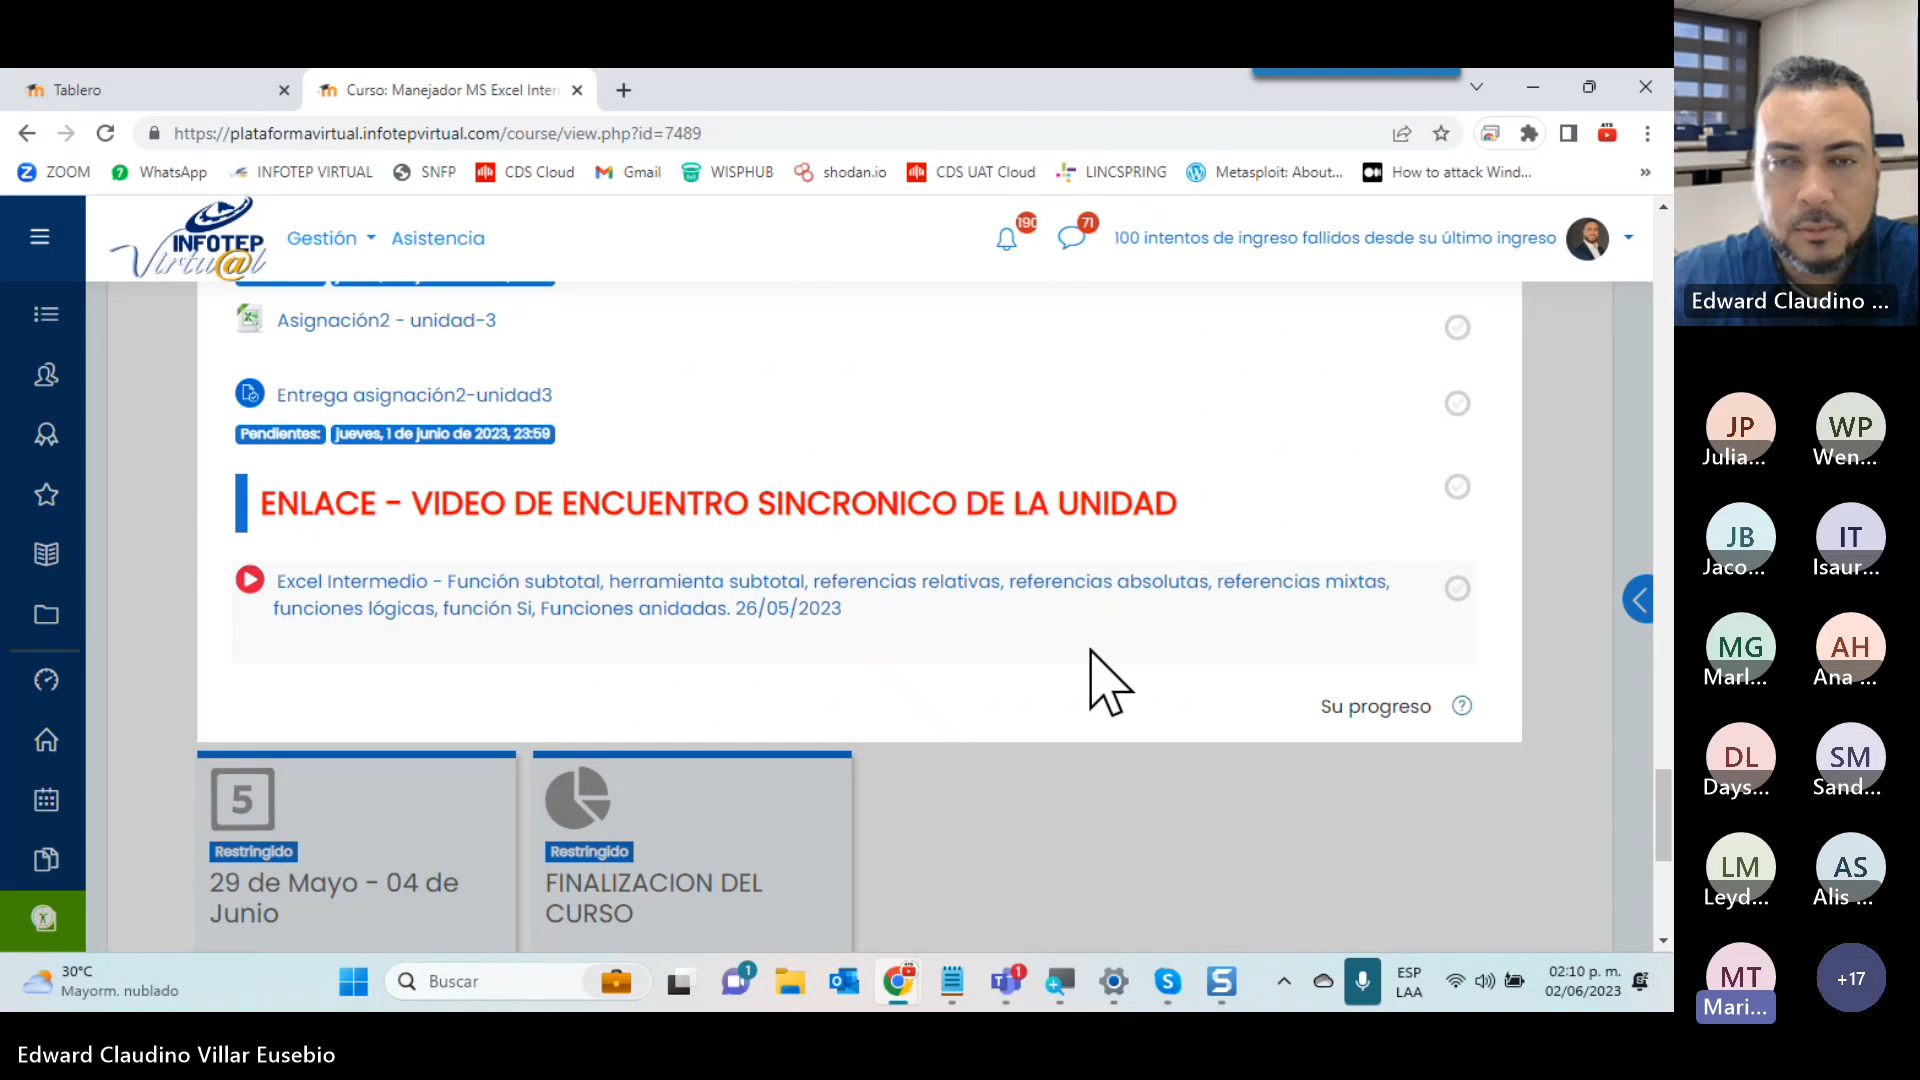 Tablero
Curso: Manejador MS Excel Inter
https://plataformavirtual.infotepvirtual.com/course/view.php?id=7489
ZOOM
WhatsApp
INFOTEP VIRTUAL
SNFP
CDS Cloud
Gmail
WISPHUB
shodan.io
CDS UAT Cloud
LINCSPRING
Metasploit: About...
How to attack Wind...
»
INFOTEP
Virtu@l
Gestión
Asistencia
190
71
100 intentos de ingreso fallidos desde su último ingreso
Edward Claudino ...
Asignación2 - unidad-3
Entrega asignación2-unidad3
Pendientes: jueves, 1 de junio de 2023, 23:59
ENLACE - VIDEO DE ENCUENTRO SINCRONICO DE LA UNIDAD
Excel Intermedio - Función subtotal, herramienta subtotal, referencias relativas, referencias absolutas, referencias mixtas,
funciones lógicas, función Si, Funciones anidadas. 26/05/2023
Su progreso
5
Restringido
29 de Mayo - 04 de
Junio
Restringido
FINALIZACION DEL
CURSO
JP
Julia...
WP
Wen...
JB
Jaco...
IT
Isaur...
MG
Marl...
AH
Ana ...
DL
Days...
SM
Sand...
LM
Leyd...
AS
Alis ...
MT
Mari...
+17
30°C
Mayorm. nublado
Buscar
1
1
ESP
LAA
02:10 p. m.
02/06/2023
Edward Claudino Villar Eusebio